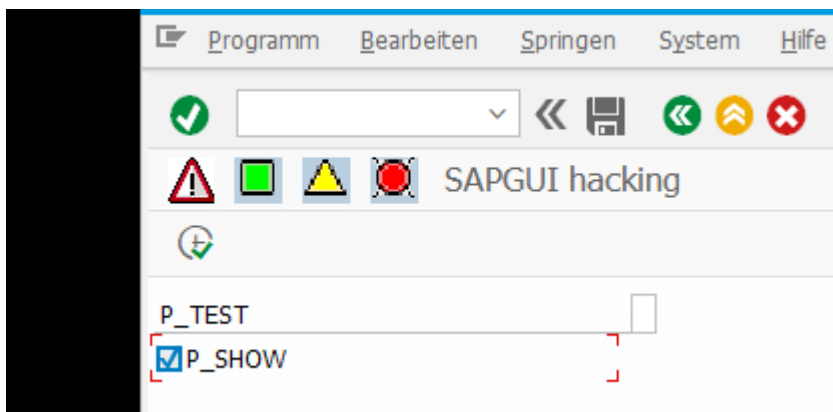 Programm Bearbeiten Springen System Hilfe
SAPGUI hacking
P_TEST
P_SHOW